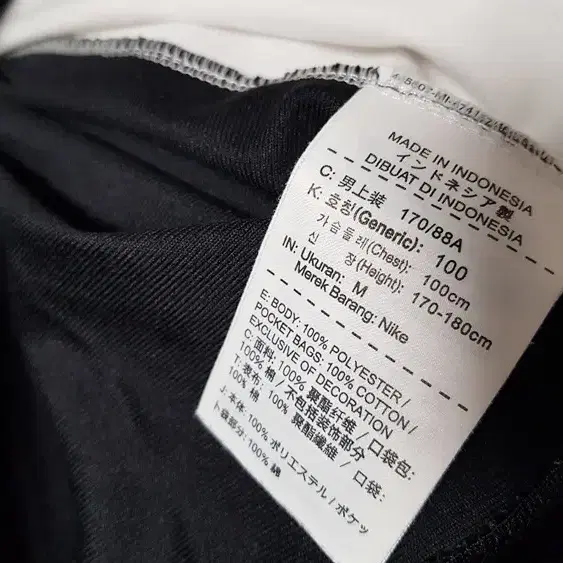 MADE IN INDONESIA
インドネシア製
DIBUAT DI INDONESIA
C: 男上装 170/88A
K: 호칭(Generic): 100
가슴둘레(Chest): 100cm
신 장(Height): 170-180cm
IN: Ukuran: M
Merek Barang: Nike
E: BODY: 100% POLYESTER /
POCKET BAGS: 100% COTTON /
EXCLUSIVE OF DECORATION
C: 面料: 100% 聚酯纤维 / 口袋包:
100% 棉 / 不包括装饰部分
T: 表布: 100% 聚酯纖維 / 口袋:
100% 棉
J: 本体: 100% ポリエステル / ポケッ
ト袋部分: 100% 綿